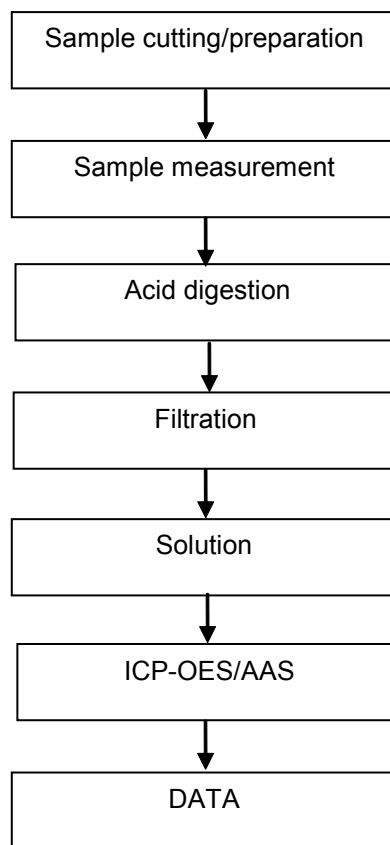 Sample cutting/preparation
Sample measurement
Acid digestion
Filtration
Solution
ICP-OES/AAS
DATA